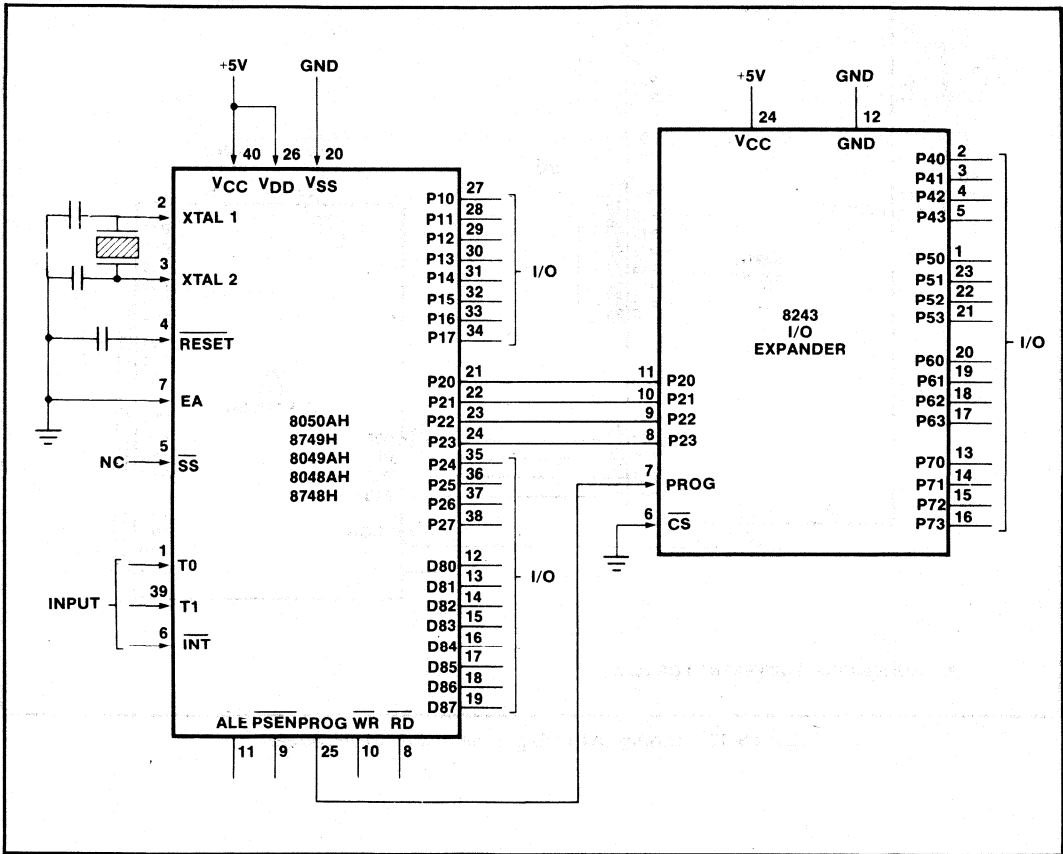 +5V
GND
40
26
20
VCC
VDD
VSS
2
XTAL 1
3
XTAL 2
4
RESET
7
EA
NC
5
SS
INPUT
1
T0
39
T1
6
INT
8050AH
8749H
8049AH
8048AH
8748H
P10
27
P11
28
P12
29
P13
30
P14
31
P15
32
P16
33
P17
34
I/O
P20
21
P21
22
P22
23
P23
24
P24
35
P25
36
P26
37
P27
38
D80
12
D81
13
D82
14
D83
15
D84
16
D85
17
D86
18
D87
19
I/O
ALE
PSEN
PROG
WR
RD
11
9
25
10
8
+5V
GND
24
12
VCC
GND
11
P20
10
P21
9
P22
8
P23
7
PROG
6
CS
8243
I/O
EXPANDER
P40
2
P41
3
P42
4
P43
5
P50
1
P51
23
P52
22
P53
21
P60
20
P61
19
P62
18
P63
17
P70
13
P71
14
P72
15
P73
16
I/O